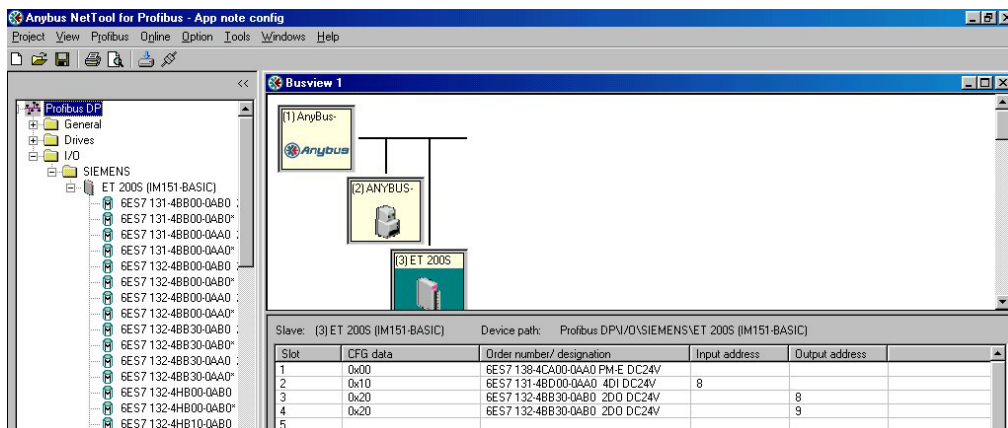 Anybus NetTool for Profibus - App note config
Project View Profibus Online Option Tools Windows Help
<<
Profibus DP
General
Drives
I/O
SIEMENS
ET 200S (IM151-BASIC)
6ES7 131-4BB00-0AB0
6ES7 131-4BB00-0AB0*
6ES7 131-4BB00-0AA0
6ES7 131-4BB00-0AA0*
6ES7 132-4BB00-0AB0
6ES7 132-4BB00-0AB0*
6ES7 132-4BB00-0AA0
6ES7 132-4BB00-0AA0*
6ES7 132-4BB30-0AB0
6ES7 132-4BB30-0AB0*
6ES7 132-4BB30-0AA0
6ES7 132-4BB30-0AA0*
6ES7 132-4HB00-0AB0
6ES7 132-4HB00-0AB0*
6ES7 132-4HB10-0AB0
Busview 1
(1) AnyBus-
Anybus
(2) ANYBUS-
(3) ET 200S
Slave: (3) ET 200S (IM151-BASIC) Device path: Profibus DP\I/O\SIEMENS\ET 200S (IM151-BASIC)
Slot CFG data Order number/ designation Input address Output address
1 0x00 6ES7 138-4CA00-0AA0 PM-E DC24V
2 0x10 6ES7 131-4BD00-0AA0 4DI DC24V 8
3 0x20 6ES7 132-4BB30-0AB0 2DO DC24V 8
4 0x20 6ES7 132-4BB30-0AB0 2DO DC24V 9
5